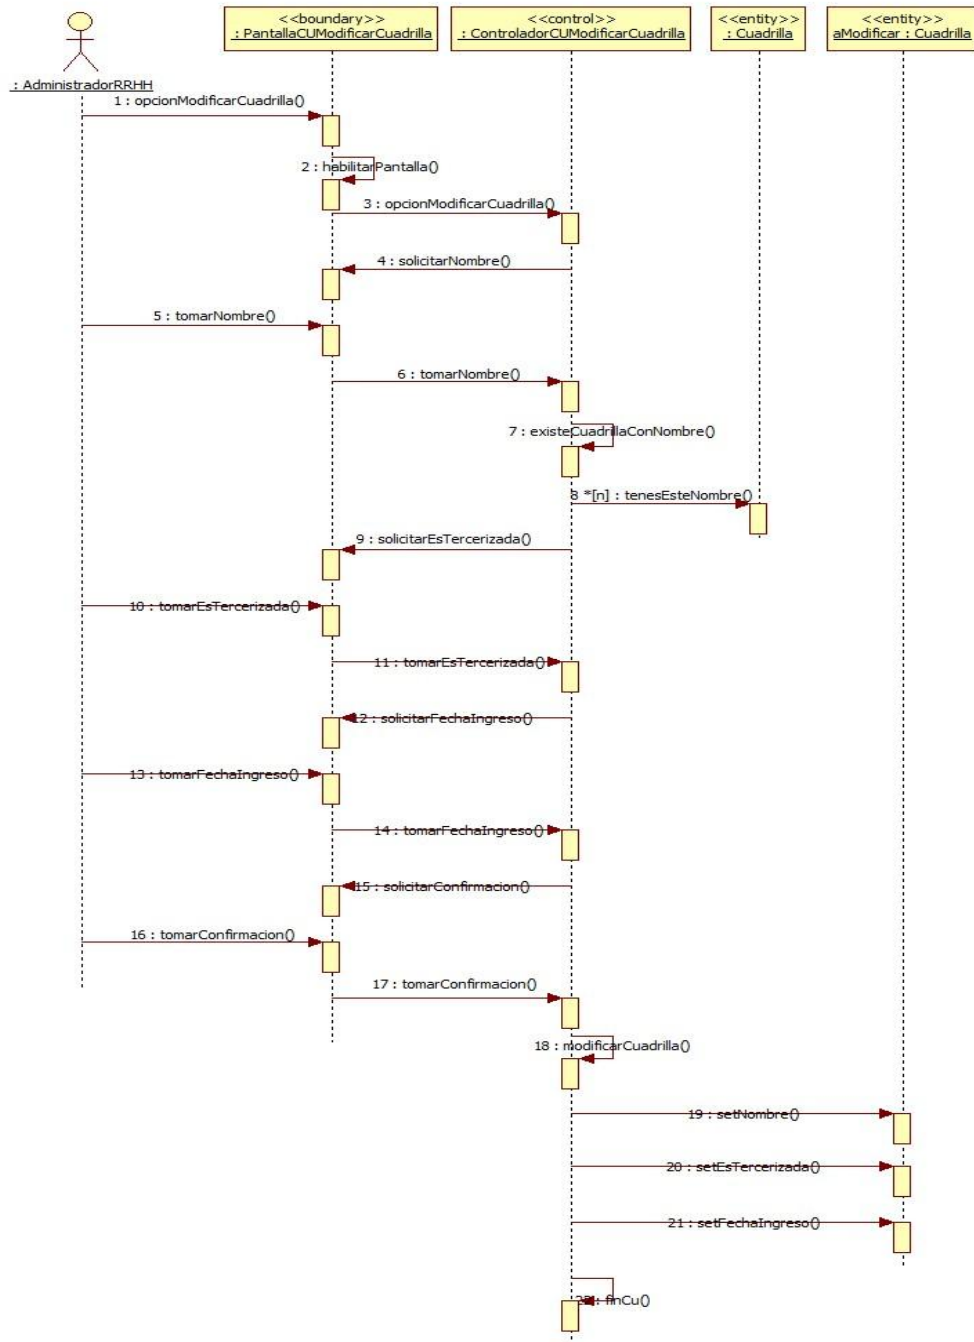 <<boundary>>
: PantallaCUModificarCuadrilla
<<control>>
: ControladorCUModificarCuadrilla
<<entity>>
: Cuadrilla
<<entity>>
aModificar : Cuadrilla
: AdministradorRRHH
1 : opcionModificarCuadrilla()
2 : habilitarPantalla()
3 : opcionModificarCuadrilla()
4 : solicitarNombre()
5 : tomarNombre()
6 : tomarNombre()
7 : existeCuadrillaConNombre()
8 *[n] : tenesEsteNombre()
9 : solicitarEsTercerizada()
10 : tomarEsTercerizada()
11 : tomarEsTercerizada()
12 : solicitarFechaIngreso()
13 : tomarFechaIngreso()
14 : tomarFechaIngreso()
15 : solicitarConfirmacion()
16 : tomarConfirmacion()
17 : tomarConfirmacion()
18 : modificarCuadrilla()
19 : setNombre()
20 : setEsTercerizada()
21 : setFechaIngreso()
22 : finCu()